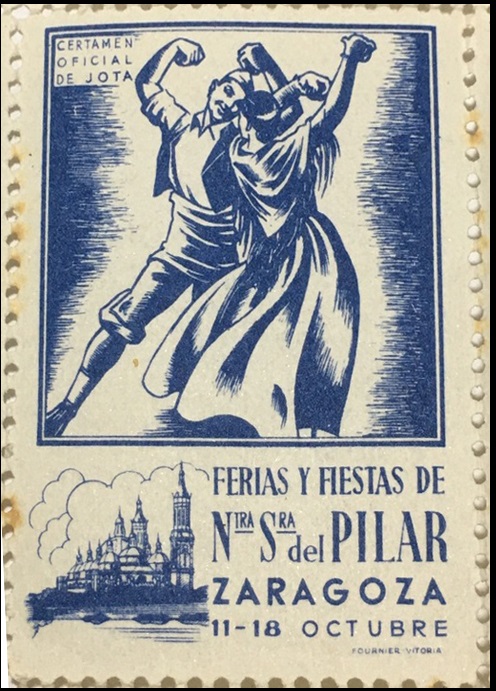 CERTAMEN
OFICIAL
DE JOTA
FERIAS Y FIESTAS DE
NTRA SRA del PILAR
ZARAGOZA
11-18 OCTUBRE
FOURNIER-VITORIA